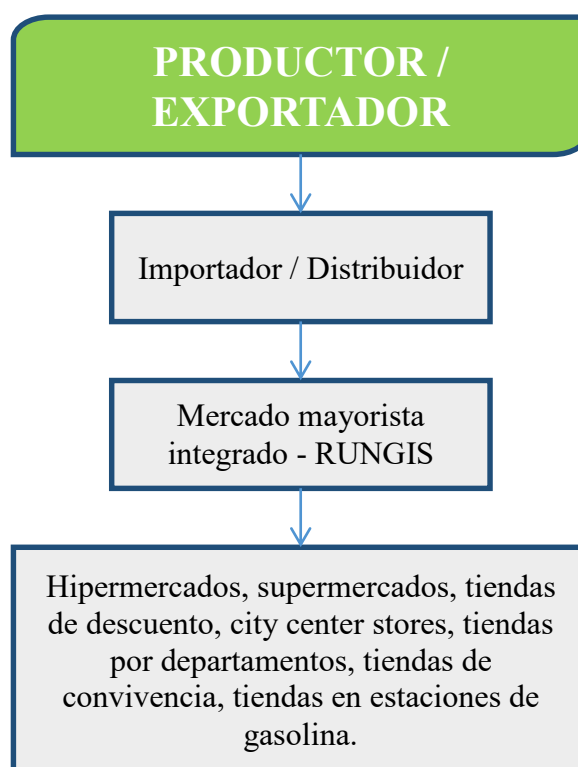 PRODUCTOR /
EXPORTADOR
Importador / Distribuidor
Mercado mayorista
integrado - RUNGIS
Hipermercados, supermercados, tiendas
de descuento, city center stores, tiendas
por departamentos, tiendas de
convivencia, tiendas en estaciones de
gasolina.